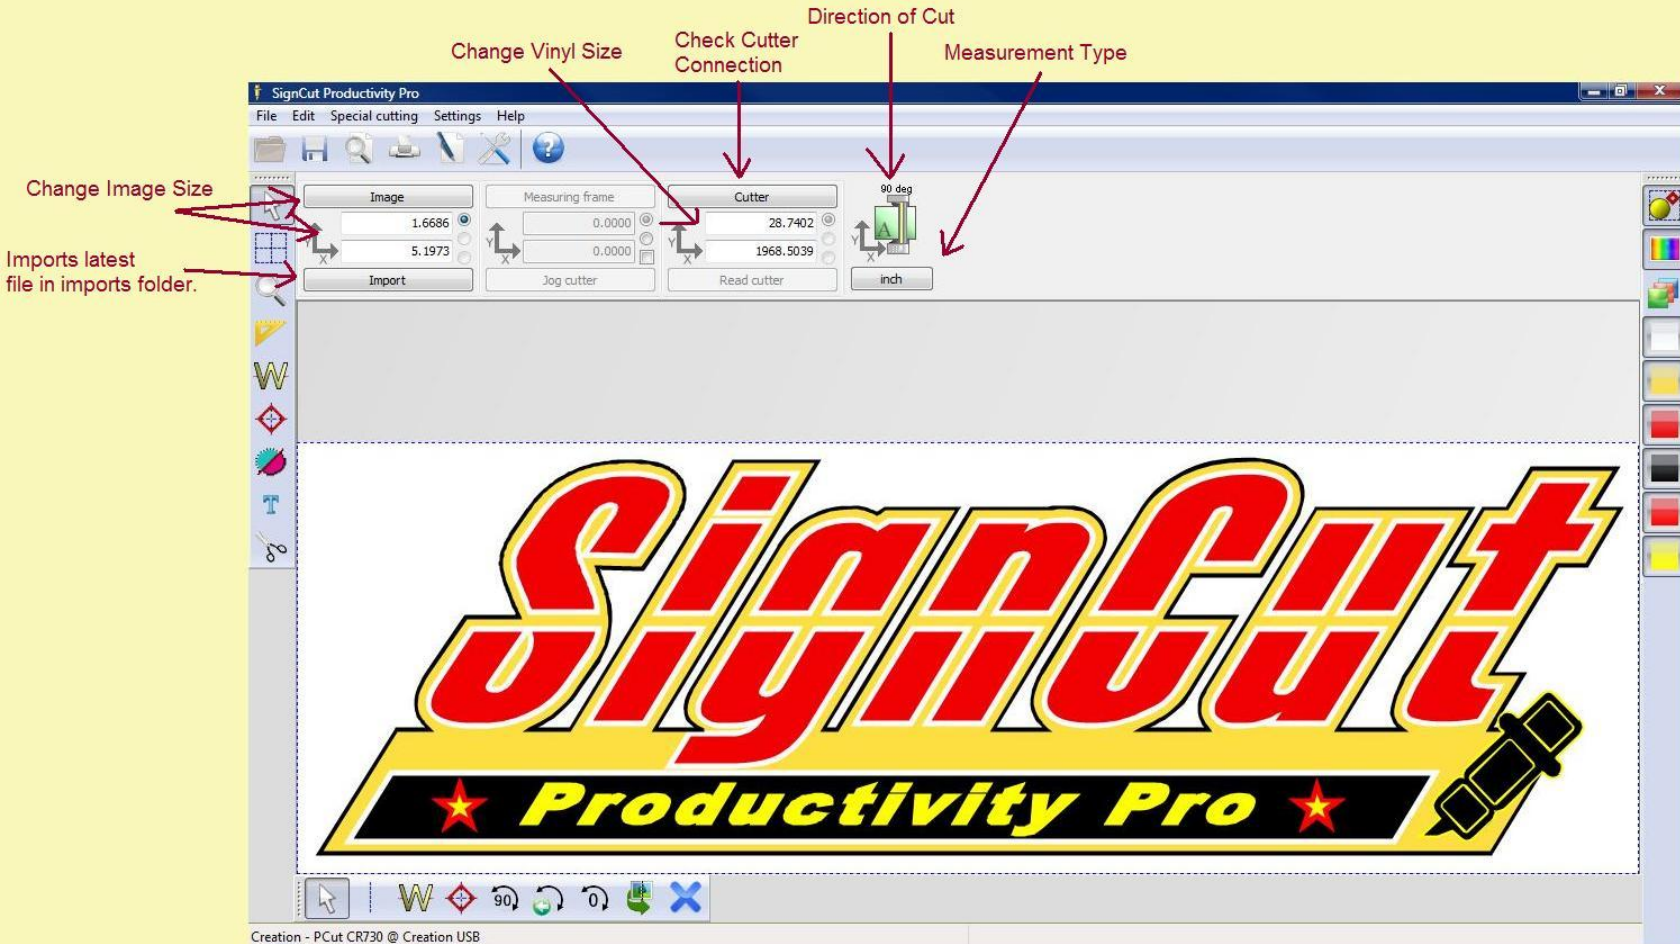 Direction of Cut
Change Vinyl Size
Check Cutter
Connection
Measurement Type
SignCut Productivity Pro
File Edit Special cutting Settings Help
Change Image Size
Imports latest
file in imports folder.
Image
1.6686
5.1973
Import
Y
X
Measuring frame
0.0000
0.0000
Jog cutter
Y
X
Cutter
28.7402
1968.5039
Read cutter
Y
X
90 deg
A
Y
X
inch
W
T
SignCut
Productivity Pro
W
90
0
Creation - PCut CR730 @ Creation USB